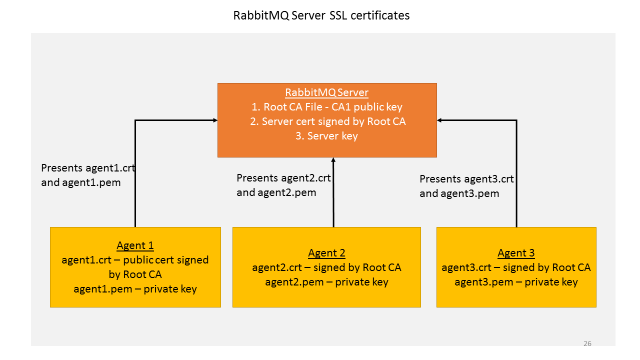 RabbitMQ Server SSL certificates
RabbitMQ Server
1. Root CA File - CA1 public key
2. Server cert signed by Root CA
3. Server key
Presents agent1.crt
and agent1.pem
Presents agent2.crt
and agent2.pem
Presents agent3.crt
and agent3.pem
Agent 1
agent1.crt – public cert signed
by Root CA
agent1.pem – private key
Agent 2
agent2.crt – signed by Root CA
agent2.pem – private key
Agent 3
agent3.crt – signed by Root CA
agent3.pem – private key
26